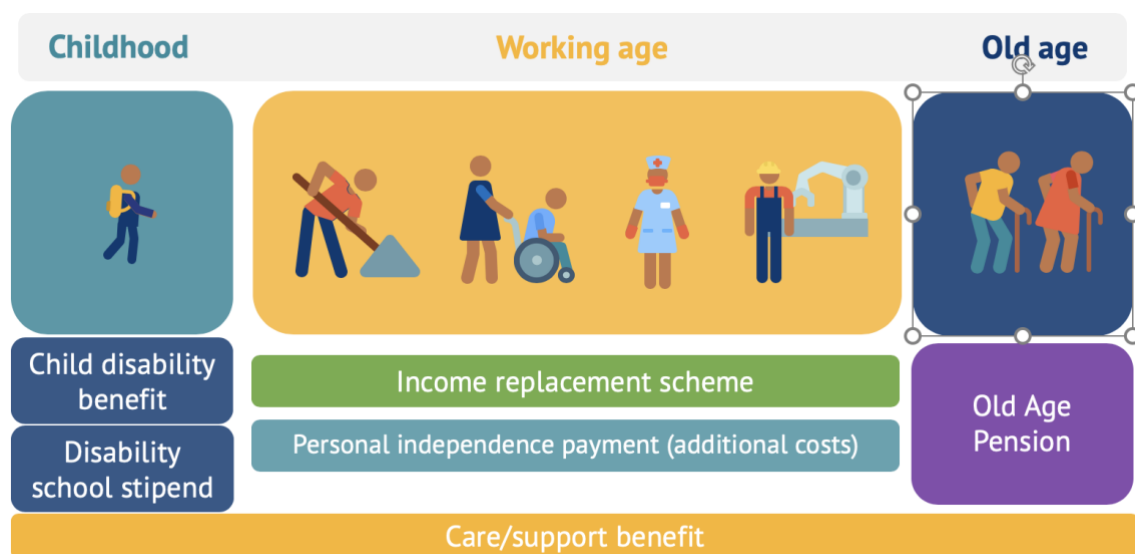 Childhood
Working age
Old age
Child disability
benefit
Income replacement scheme
Old Age
Pension
Personal independence payment (additional costs)
Disability
school stipend
Care/support benefit